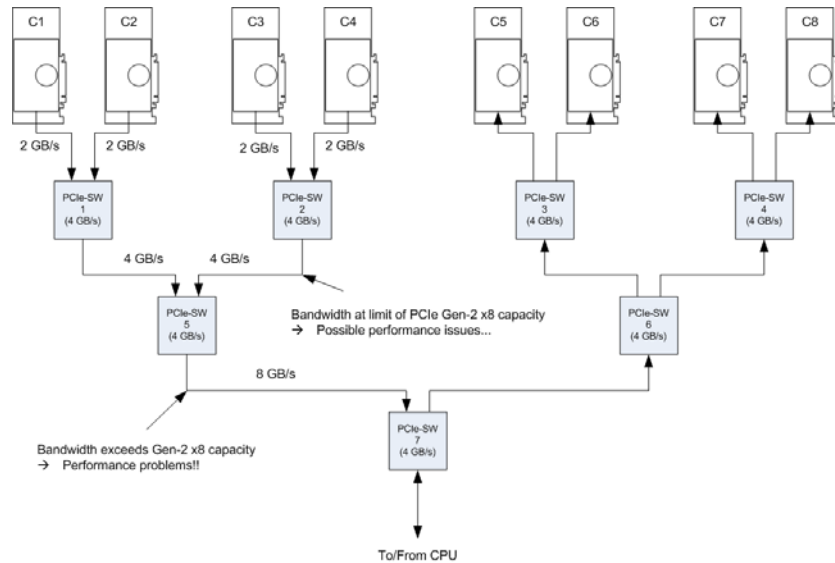 C1
C2
C3
C4
C5
C6
C7
C8
2 GB/s
2 GB/s
2 GB/s
2 GB/s
PCIe-SW
1
(4 GB/s)
PCIe-SW
2
(4 GB/s)
PCIe-SW
3
(4 GB/s)
PCIe-SW
4
(4 GB/s)
4 GB/s
4 GB/s
Bandwidth at limit of PCIe Gen-2 x8 capacity
→ Possible performance issues...
PCIe-SW
5
(4 GB/s)
PCIe-SW
6
(4 GB/s)
8 GB/s
Bandwidth exceeds Gen-2 x8 capacity
→ Performance problems!!
PCIe-SW
7
(4 GB/s)
To/From CPU